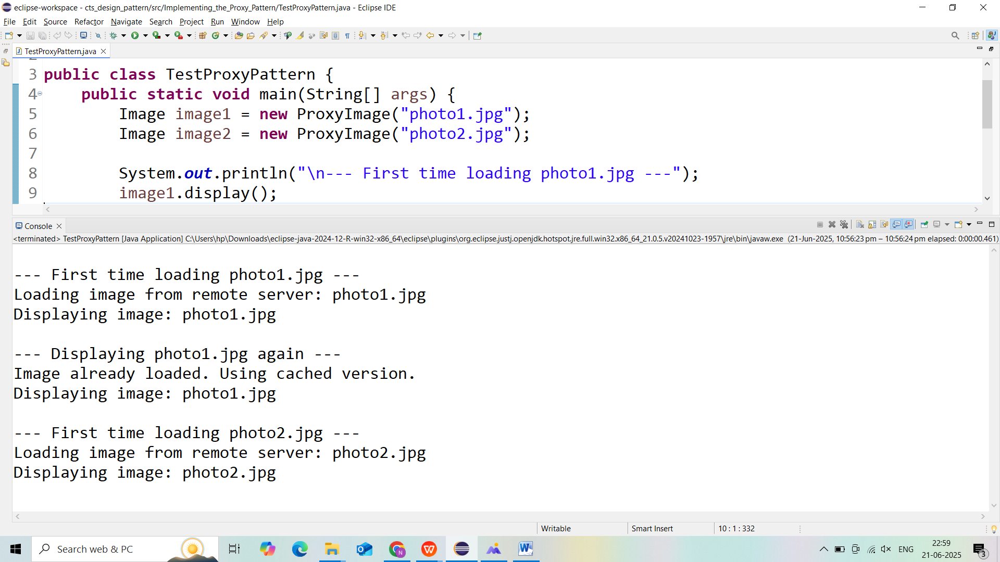 eclipse-workspace - cts_design_pattern/src/Implementing_the_Proxy_Pattern/TestProxyPattern.java - Eclipse IDE
File Edit Source Refactor Navigate Search Project Run Window Help
TestProxyPattern.java
3 public class TestProxyPattern {
4 public static void main(String[] args) {
5 Image image1 = new ProxyImage("photo1.jpg");
6 Image image2 = new ProxyImage("photo2.jpg");
7
8 System.out.println("\n--- First time loading photo1.jpg ---");
9 image1.display();
Console
<terminated> TestProxyPattern [Java Application] C:\Users\hp\Downloads\eclipse-java-2024-12-R-win32-x86_64\eclipse\plugins\org.eclipse.justj.openjdk.hotspot.jre.full.win32.x86_64_21.0.5.v20241023-1957\jre\bin\javaw.exe (21-Jun-2025, 10:56:23 pm – 10:56:24 pm elapsed: 0:00:00.461)
--- First time loading photo1.jpg ---
Loading image from remote server: photo1.jpg
Displaying image: photo1.jpg
--- Displaying photo1.jpg again ---
Image already loaded. Using cached version.
Displaying image: photo1.jpg
--- First time loading photo2.jpg ---
Loading image from remote server: photo2.jpg
Displaying image: photo2.jpg
Writable Smart Insert 10 : 1 : 332
Search web & PC
ENG
22:59
21-06-2025
3